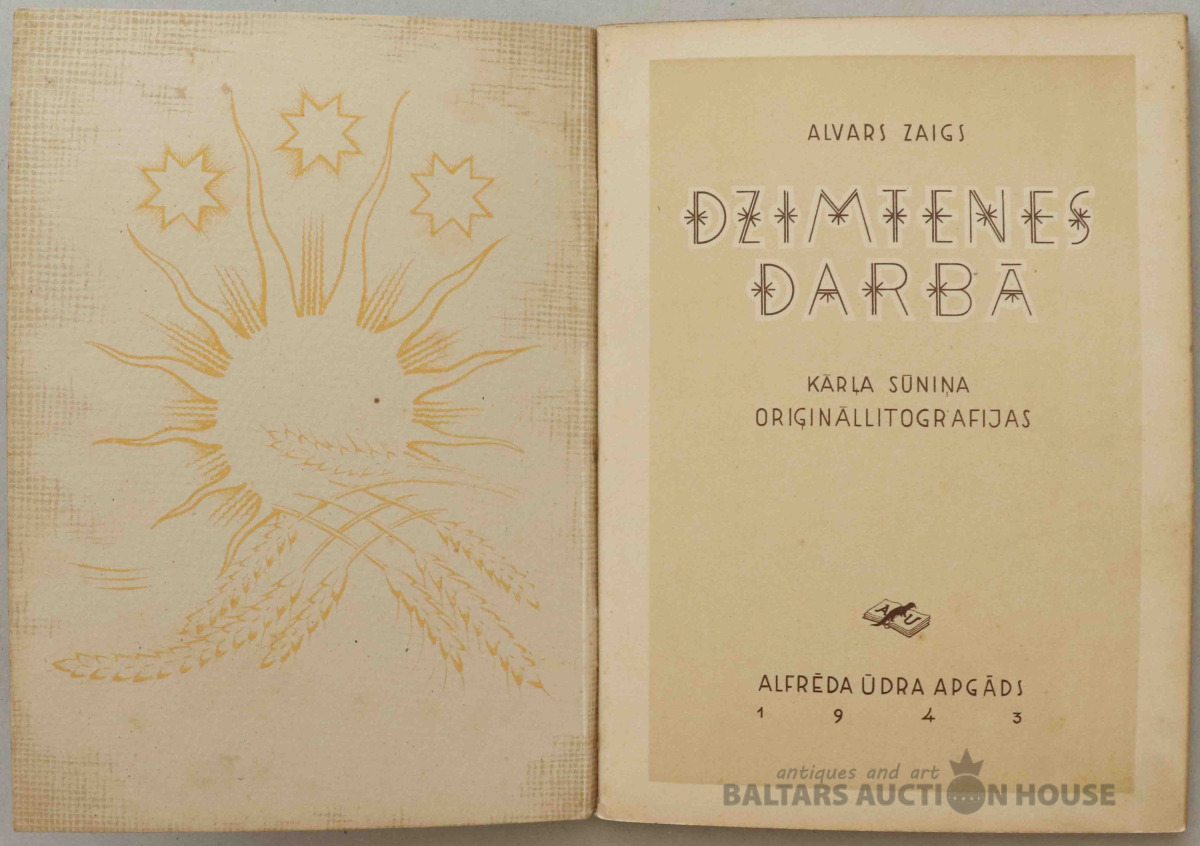 ALVARS ZAIGS
DZIMTENES
DARBĀ
KĀRĻA SŪNIŅA
ORIĢINĀLLITOGRAFIJAS
A U
ALFRĒDA ŪDRA APGĀDS
1 9 4 3
antiques and art
BALTARS AUCTION HOUSE